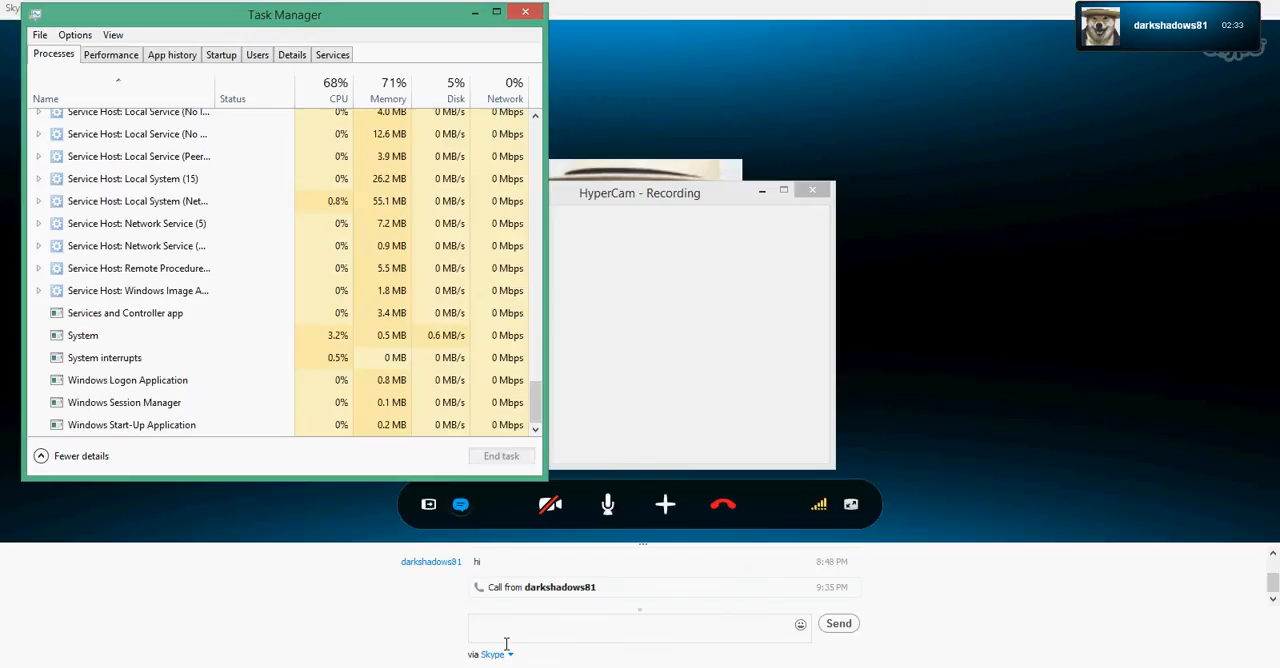 Sky
Task Manager
File Options View
Processes Performance App history Startup Users Details Services
68% 71% 5% 0%
Name Status CPU Memory Disk Network
Service Host: Local Service (No I... 0% 4.0 MB 0 MB/s 0 Mbps
Service Host: Local Service (No ... 0% 12.6 MB 0 MB/s 0 Mbps
Service Host: Local Service (Peer... 0% 3.9 MB 0 MB/s 0 Mbps
Service Host: Local System (15) 0% 26.2 MB 0 MB/s 0 Mbps
Service Host: Local System (Net... 0.8% 55.1 MB 0 MB/s 0 Mbps
Service Host: Network Service (5) 0% 7.2 MB 0 MB/s 0 Mbps
Service Host: Network Service (... 0% 0.9 MB 0 MB/s 0 Mbps
Service Host: Remote Procedure... 0% 5.5 MB 0 MB/s 0 Mbps
Service Host: Windows Image A... 0% 1.8 MB 0 MB/s 0 Mbps
Services and Controller app 0% 3.4 MB 0 MB/s 0 Mbps
System 3.2% 0.5 MB 0.6 MB/s 0 Mbps
System interrupts 0.5% 0 MB 0 MB/s 0 Mbps
Windows Logon Application 0% 0.8 MB 0 MB/s 0 Mbps
Windows Session Manager 0% 0.1 MB 0 MB/s 0 Mbps
Windows Start-Up Application 0% 0.2 MB 0 MB/s 0 Mbps
Fewer details End task
HyperCam - Recording
darkshadows81 02:33
darkshadows81 hi 8:48 PM
Call from darkshadows81 9:35 PM
Send
via Skype